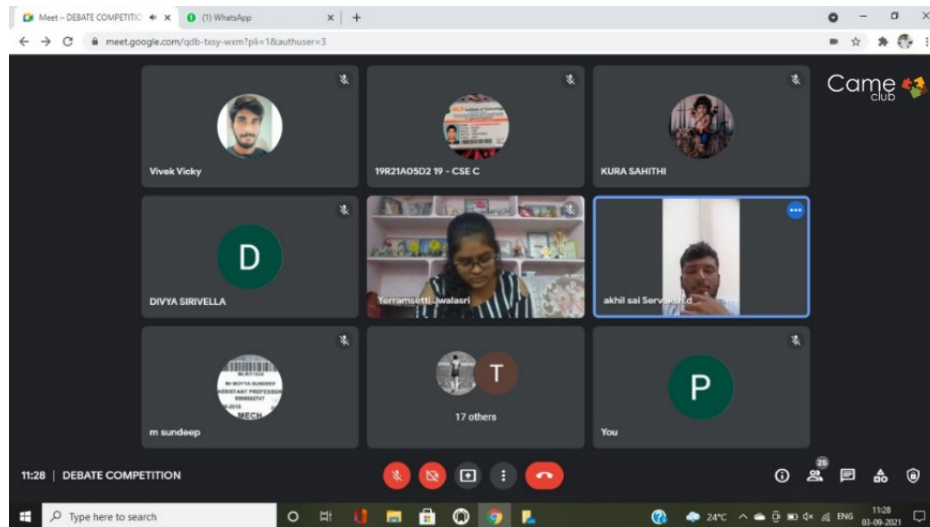 Meet – DEBATE COMPETITIO
(1) WhatsApp
meet.google.com/qdb-txsy-wxm?pli=1&authuser=3
Came
club
Vivek Vicky
19R21A05D2 19 - CSE C
KURA SAHITHI
D
DIVYA SIRIVELLA
Yerramsetti Jwalasri
akhil sai
ASSISTANT PROFESSOR
MECH
m sundeep
T
17 others
P
You
11:28 | DEBATE COMPETITION
25
Type here to search
24°C
ENG
11:28
03-09-2021